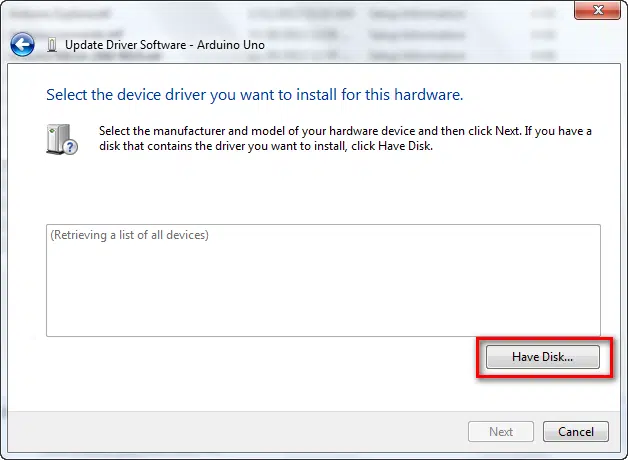 Update Driver Software - Arduino Uno
Select the device driver you want to install for this hardware.
Select the manufacturer and model of your hardware device and then click Next. If you have a
disk that contains the driver you want to install, click Have Disk.
(Retrieving a list of all devices)
Have Disk...
Next
Cancel